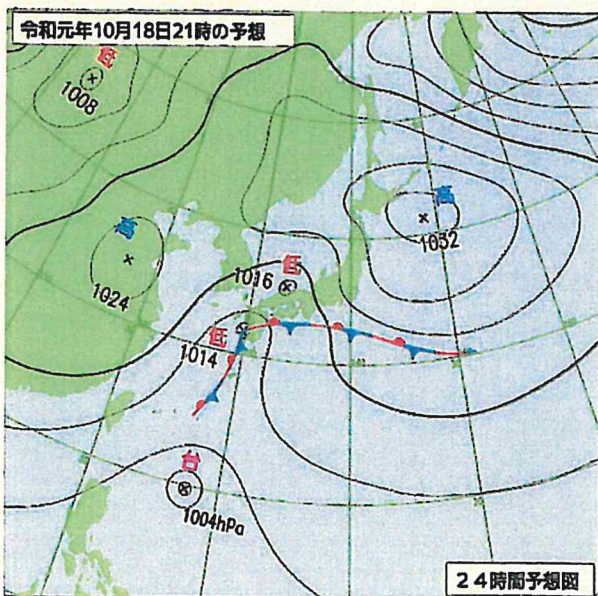 令和元年10月18日21時の予想
低
1008
高
1032
高
1024
低
1016
低
1014
台
1004hPa
24時間予想図